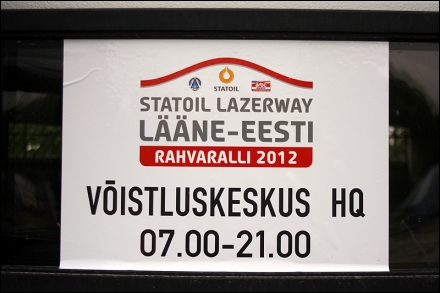 STATOIL
STATOIL LAZERWAY
LÄÄNE-EESTI
RAHVARALLI 2012
VÕISTLUSKESKUS HQ
07.00-21.00